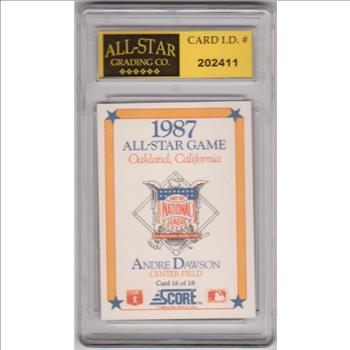 ALL-STAR
GRADING CO.
CARD I.D. #
202411
1987
ALL-STAR GAME
Oakland, California
NATIONAL
LEAGUE
ANDRE DAWSON
CENTER FIELD
Card 16 of 18
SCORE